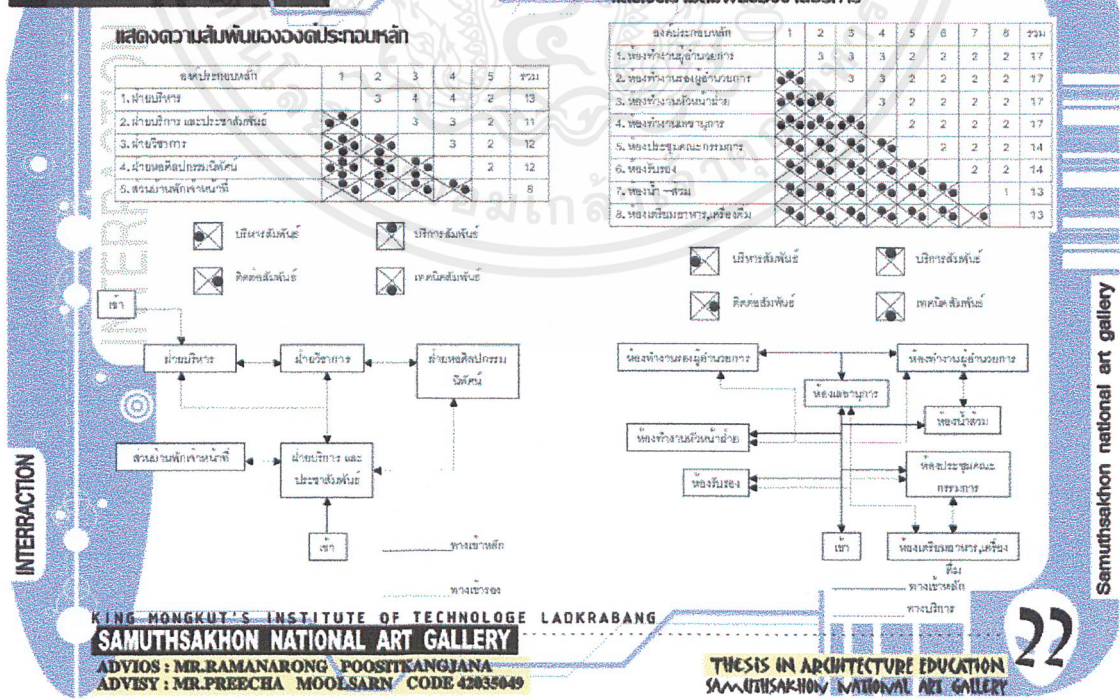 แสดงความสัมพันของององค์ประกอบหลัก
องค์ประกอบหลัก 1 2 3 4 5 รวม
1. ฝ่ายบริหาร 3 4 4 2 13
2. ฝ่ายบริการ และประชาสัมพันธ์ 3 3 2 11
3. ฝ่ายวิชาการ 3 2 12
4. ฝ่ายหอศิลปกรรมนิทัศน์ 2 12
5. ส่วนบ้านพักเจ้าหน้าที่ 8
บริหารสัมพันธ์
บริการสัมพันธ์
ติดต่อสัมพันธ์
เทคนิคสัมพันธ์
เข้า
ฝ่ายบริหาร
ฝ่ายวิชาการ
ฝ่ายหอศิลปกรรม
นิทัศน์
ส่วนบ้านพักเจ้าหน้าที่
ฝ่ายบริการ และ
ประชาสัมพันธ์
เข้า
ทางเข้าหลัก
ทางเข้ารอง
องค์ประกอบหลัก 1 2 3 4 5 6 7 8 รวม
1. ห้องทำงานผู้อำนวยการ 3 3 3 2 2 2 2 17
2. ห้องทำงานรองผู้อำนวยการ 3 3 2 2 2 2 17
3. ห้องทำงานหัวหน้าฝ่าย 3 2 2 2 2 17
4. ห้องทำงานเลขานุการ 2 2 2 2 17
5. ห้องประชุมคณะกรรมการ 2 2 2 14
6. ห้องรับรอง 2 2 14
7. ห้องน้ำ –สวม 1 13
8. ห้องเตรียมอาหาร,เครื่องดื่ม 13
บริหารสัมพันธ์
บริการสัมพันธ์
ติดต่อสัมพันธ์
เทคนิคสัมพันธ์
ห้องทำงานรองผู้อำนวยการ
ห้องทำงานผู้อำนวยการ
ห้องเลขานุการ
ห้องน้ำส้วม
ห้องทำงานหัวหน้าฝ่าย
ห้องประชุมคณะ
กรรมการ
ห้องรับรอง
เข้า
ห้องเตรียมอาหาร,เครื่อง
ดื่ม
ทางเข้าหลัก
ทางบริการ
INTERRACTION
Samuthsakhon national art gallery
KING MONGKUT'S INSTITUTE OF TECHNOLOGE LADKRABANG
SAMUTHSAKHON NATIONAL ART GALLERY
ADVIOS : MR.RAMANARONG POOSITKANGJANA
ADVISY : MR.PREECHA MOOLSARN CODE 42035049
THESIS IN ARCHITECTURE EDUCATION
SAMUTHSAKHON NATIONAL ART GALLERY
22